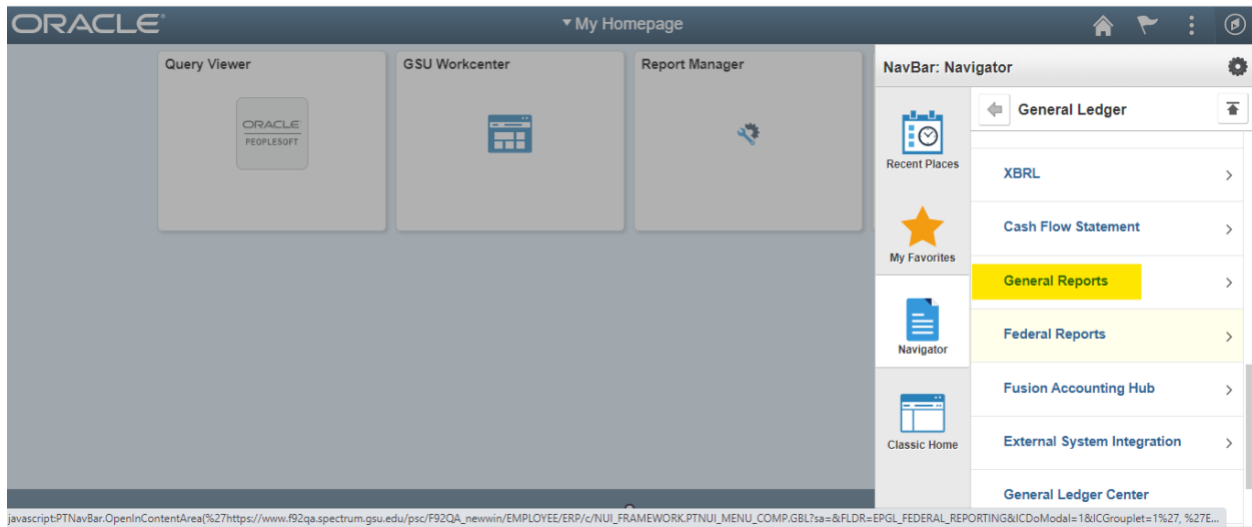 ORACLE
My Homepage
Query Viewer
ORACLE
PEOPLESOFT
GSU Workcenter
Report Manager
NavBar: Navigator
Recent Places
My Favorites
Navigator
Classic Home
General Ledger
XBRL
Cash Flow Statement
General Reports
Federal Reports
Fusion Accounting Hub
External System Integration
General Ledger Center
javascript:PTNavBar.OpenInContentArea(%27https://www.f92qa.spectrum.gsu.edu/psc/F92QA_newwin/EMPLOYEE/ERP/c/NUI_FRAMEWORK.PTNUI_MENU_COMP.GBL?sa=&FLDR=EPGL_FEDERAL_REPORTING&ICDoModal=1&ICGrouplet=1%27, %27E...